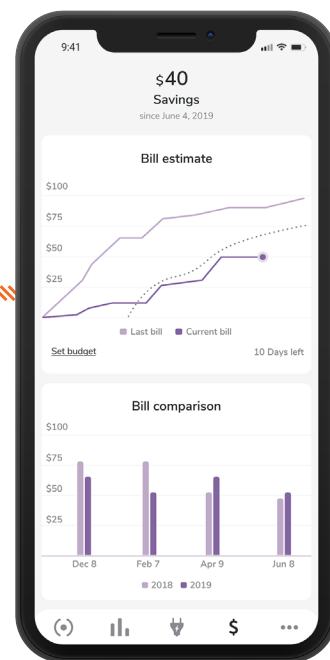 9:41
$40
Savings
since June 4, 2019
Bill estimate
$100
$75
$50
$25
Last bill Current bill
Set budget 10 Days left
Bill comparison
$100
$75
$50
$25
Dec 8 Feb 7 Apr 9 Jun 8
2018 2019
$